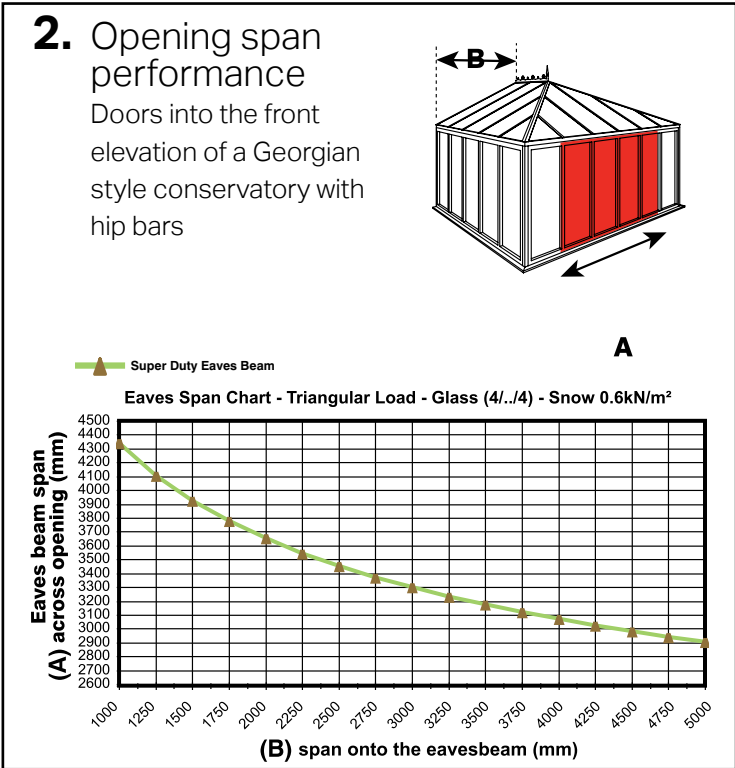 2. Opening span
performance
Doors into the front
elevation of a Georgian
style conservatory with
hip bars
B
A
Super Duty Eaves Beam
Eaves Span Chart - Triangular Load - Glass (4/../4) - Snow 0.6kN/m²
Eaves beam span
(A) across opening (mm)
4500
4400
4300
4200
4100
4000
3900
3800
3700
3600
3500
3400
3300
3200
3100
3000
2900
2800
2700
2600
1000 1250 1500 1750 2000 2250 2500 2750 3000 3250 3500 3750 4000 4250 4500 4750 5000
(B) span onto the eavesbeam (mm)